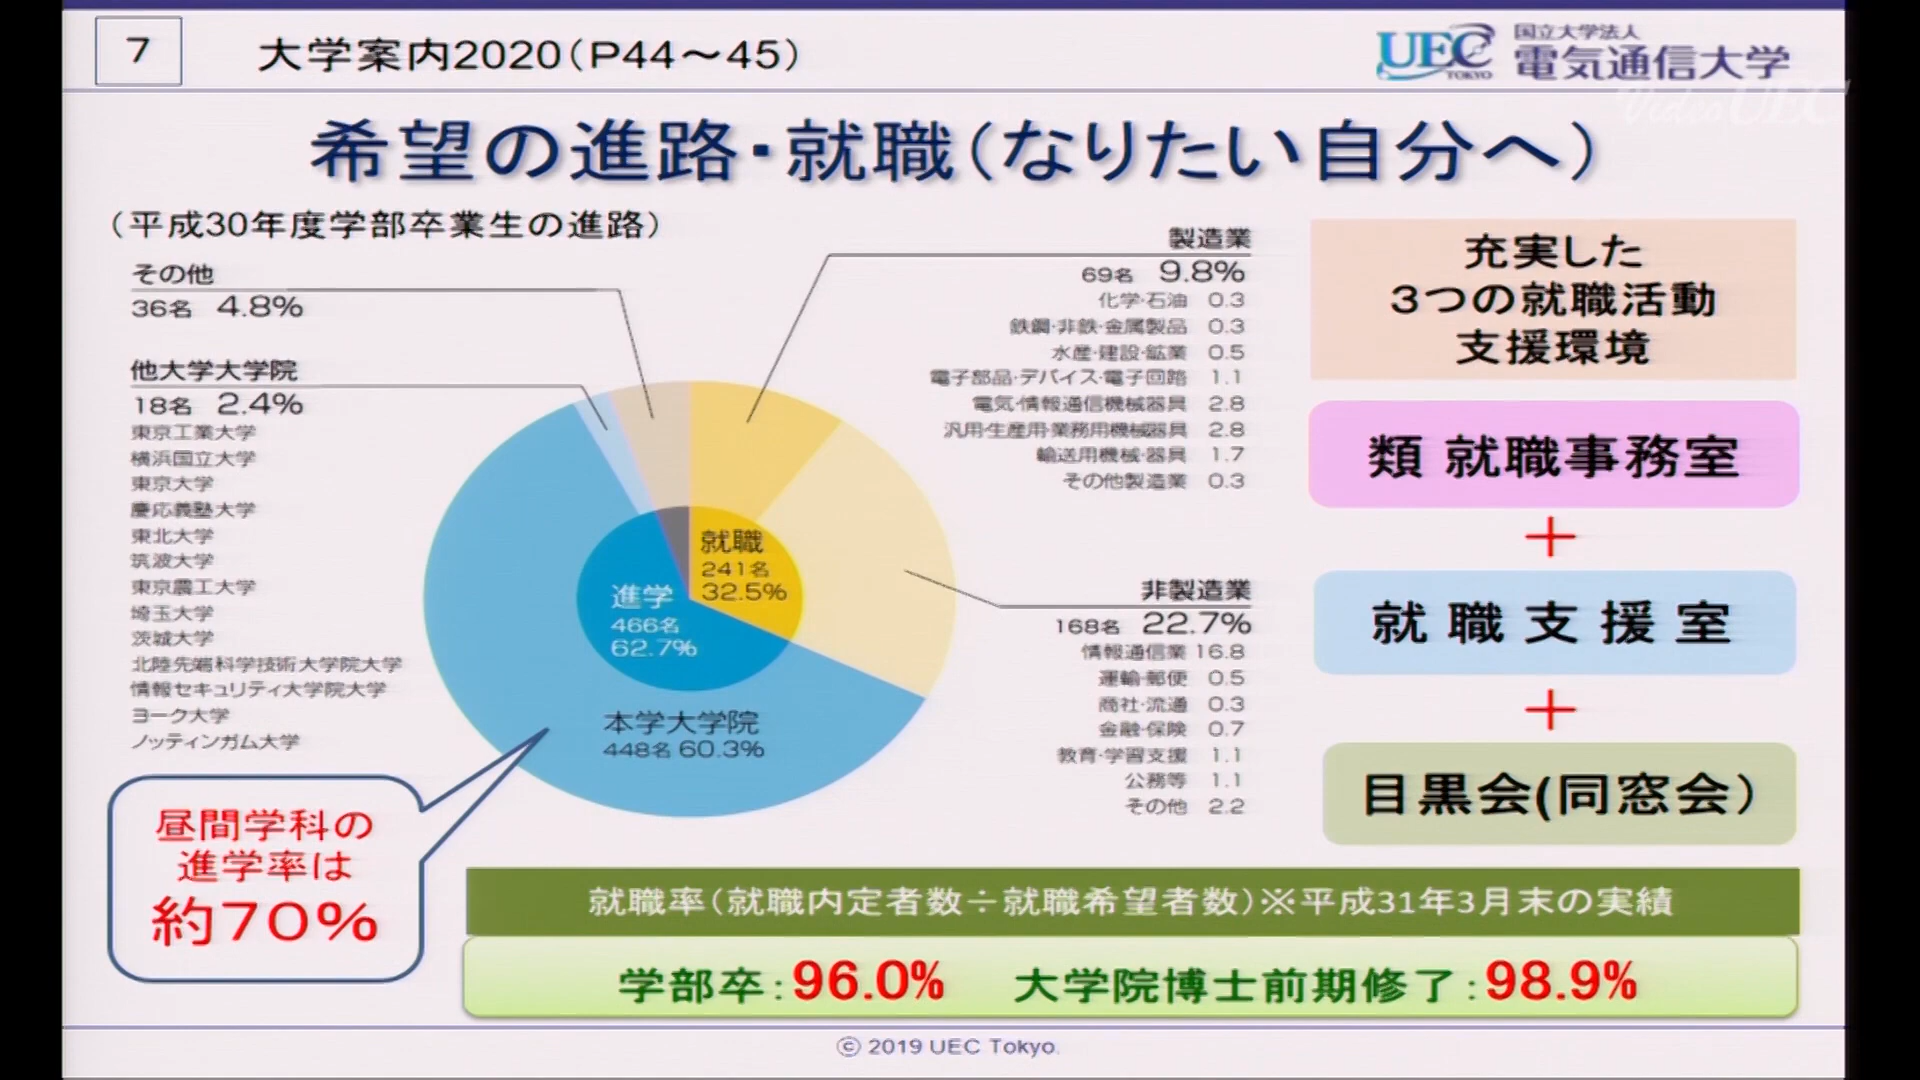 7
大学案内2020(P44～45)
UEC
TOKYO
国立大学法人
電気通信大学
Video UEC
希望の進路・就職(なりたい自分へ)
(平成30年度学部卒業生の進路)
その他
36名 4.8%
他大学大学院
18名 2.4%
東京工業大学
横浜国立大学
東京大学
慶応義塾大学
東北大学
筑波大学
東京農工大学
埼玉大学
茨城大学
北陸先端科学技術大学院大学
情報セキュリティ大学院大学
ヨーク大学
ノッティンガム大学
就職
241名
32.5%
進学
466名
62.7%
本学大学院
448名 60.3%
製造業
69名 9.8%
化学・石油 0.3
鉄鋼・非鉄・金属製品 0.3
水産・建設・鉱業 0.5
電子部品・デバイス・電子回路 1.1
電気・情報通信機械器具 2.8
汎用・生産用・業務用機械器具 2.8
輸送用機械・器具 1.7
その他製造業 0.3
非製造業
168名 22.7%
情報通信業 16.8
運輸・郵便 0.5
商社・流通 0.3
金融・保険 0.7
教育・学習支援 1.1
公務等 1.1
その他 2.2
充実した
3つの就職活動
支援環境
類 就職事務室
+
就職支援室
+
目黒会(同窓会)
昼間学科の
進学率は
約70%
就職率(就職内定者数÷就職希望者数)※平成31年3月末の実績
学部卒:96.0% 大学院博士前期修了:98.9%
© 2019 UEC Tokyo.